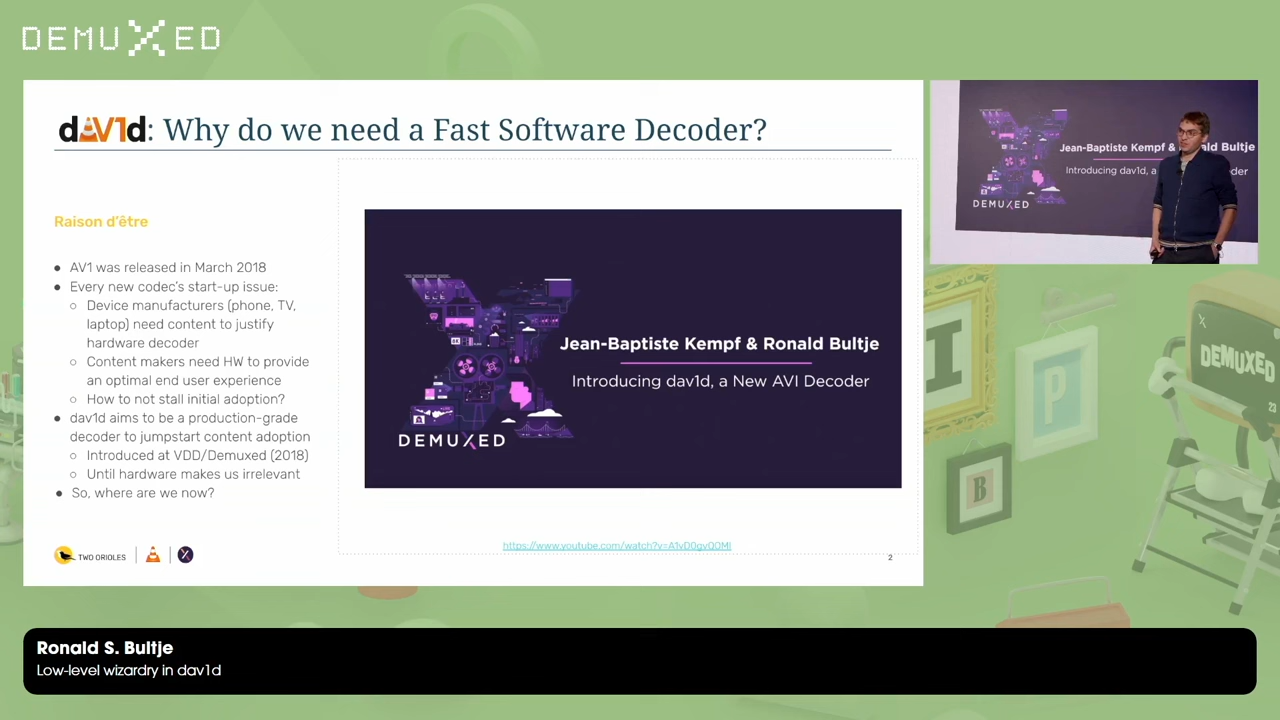 DEMUXED
dav1d: Why do we need a Fast Software Decoder?
Raison d'être
● AV1 was released in March 2018
● Every new codec's start-up issue:
○ Device manufacturers (phone, TV,
laptop) need content to justify
hardware decoder
○ Content makers need HW to provide
an optimal end user experience
○ How to not stall initial adoption?
● dav1d aims to be a production-grade
decoder to jumpstart content adoption
○ Introduced at VDD/Demuxed (2018)
○ Until hardware makes us irrelevant
● So, where are we now?
Jean-Baptiste Kempf & Ronald Bultje
Introducing dav1d, a New AV1 Decoder
DEMUXED
TWO ORIOLES
2
Jean-Baptiste Kempf & Ronald Bultje
Introducing dav1d, a
der
DEMUXED
I
P
B
DEMUXED
23
Ronald S. Bultje
Low-level wizardry in dav1d